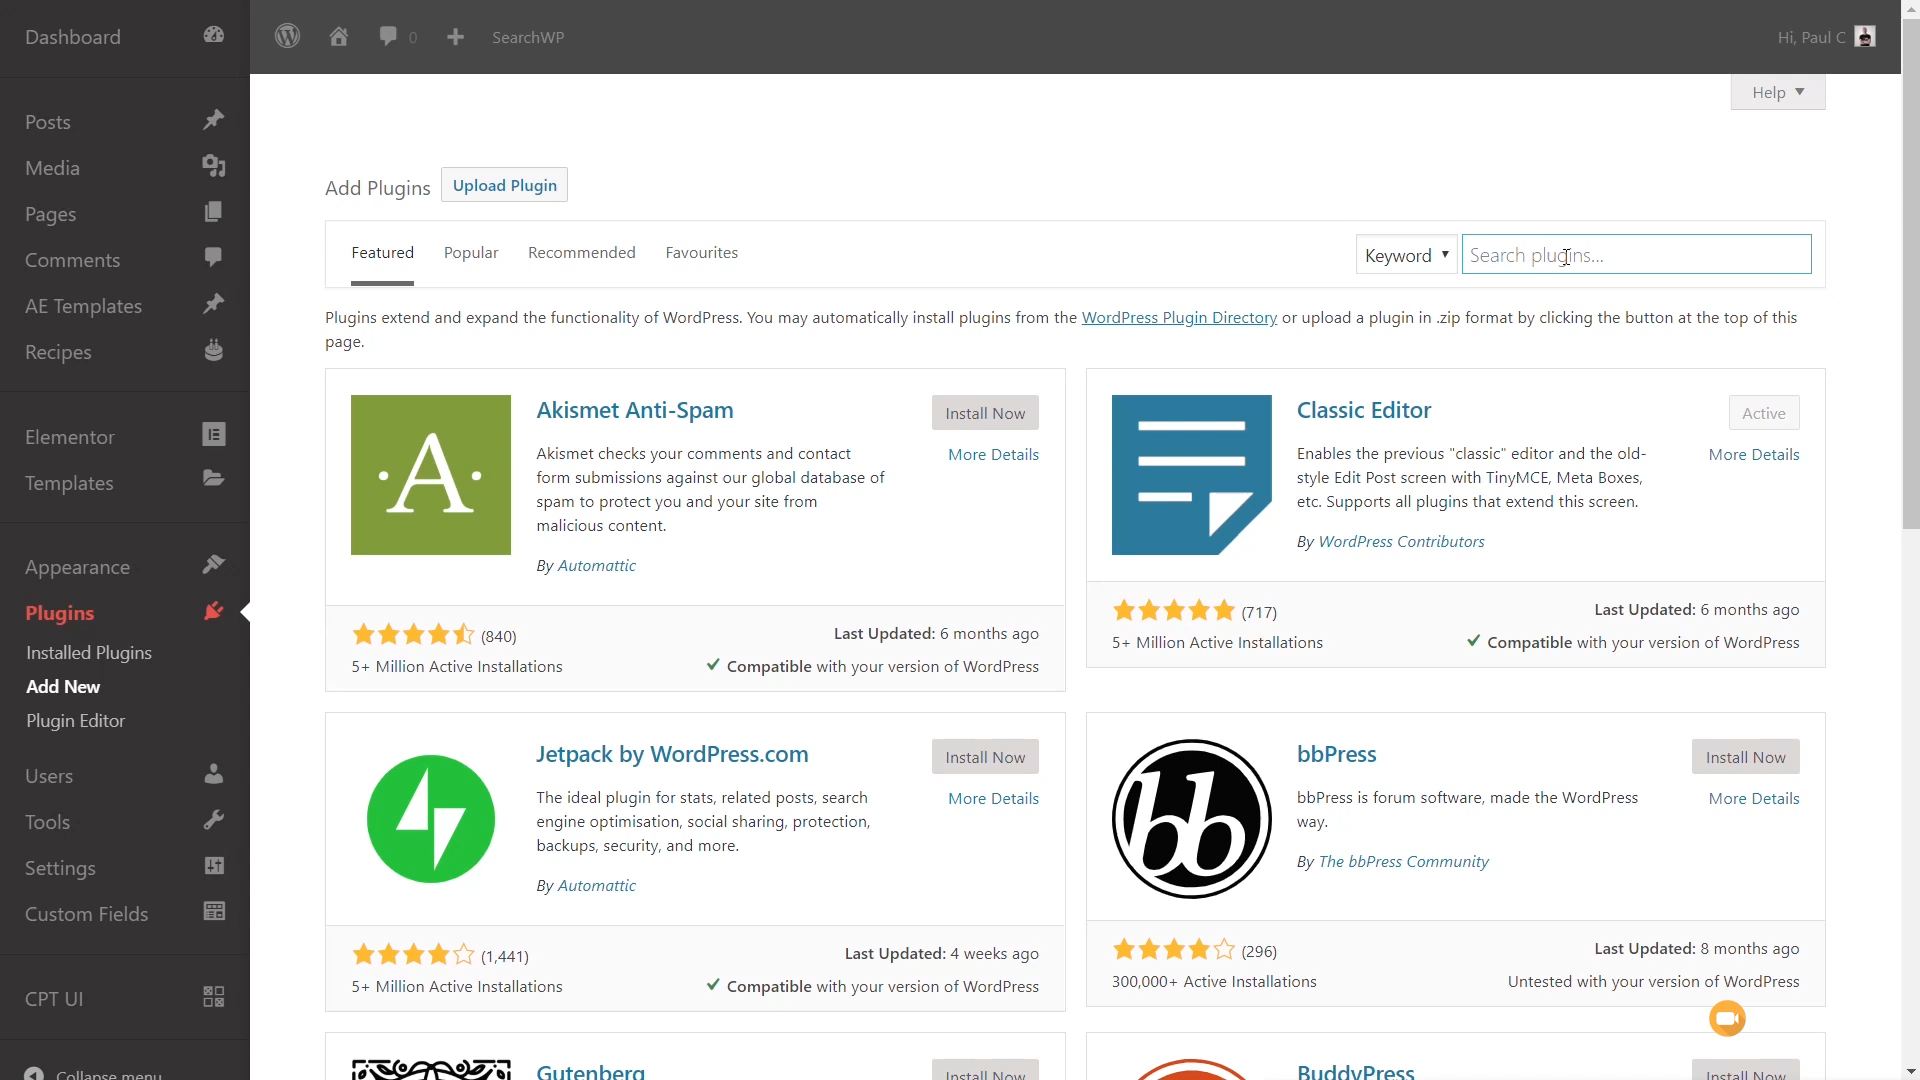 Dashboard
0
SearchWP
Hi, Paul C
Help
Posts
Media
Pages
Comments
AE Templates
Recipes
Elementor
Templates
Appearance
Plugins
Installed Plugins
Add New
Plugin Editor
Users
Tools
Settings
Custom Fields
CPT UI
Collapse menu
Add Plugins
Upload Plugin
Featured
Popular
Recommended
Favourites
Keyword
Search plugins...
Plugins extend and expand the functionality of WordPress. You may automatically install plugins from the WordPress Plugin Directory or upload a plugin in .zip format by clicking the button at the top of this
page.
A
Akismet Anti-Spam
Install Now
More Details
Akismet checks your comments and contact
form submissions against our global database of
spam to protect you and your site from
malicious content.
By Automattic
(840)
Last Updated: 6 months ago
5+ Million Active Installations
Compatible with your version of WordPress
Classic Editor
Active
More Details
Enables the previous "classic" editor and the old-
style Edit Post screen with TinyMCE, Meta Boxes,
etc. Supports all plugins that extend this screen.
By WordPress Contributors
(717)
Last Updated: 6 months ago
5+ Million Active Installations
Compatible with your version of WordPress
Jetpack by WordPress.com
Install Now
More Details
The ideal plugin for stats, related posts, search
engine optimisation, social sharing, protection,
backups, security, and more.
By Automattic
(1,441)
Last Updated: 4 weeks ago
5+ Million Active Installations
Compatible with your version of WordPress
bb
bbPress
Install Now
More Details
bbPress is forum software, made the WordPress
way.
By The bbPress Community
(296)
Last Updated: 8 months ago
300,000+ Active Installations
Untested with your version of WordPress
Gutenberg
Install Now
BuddyPress
Install Now